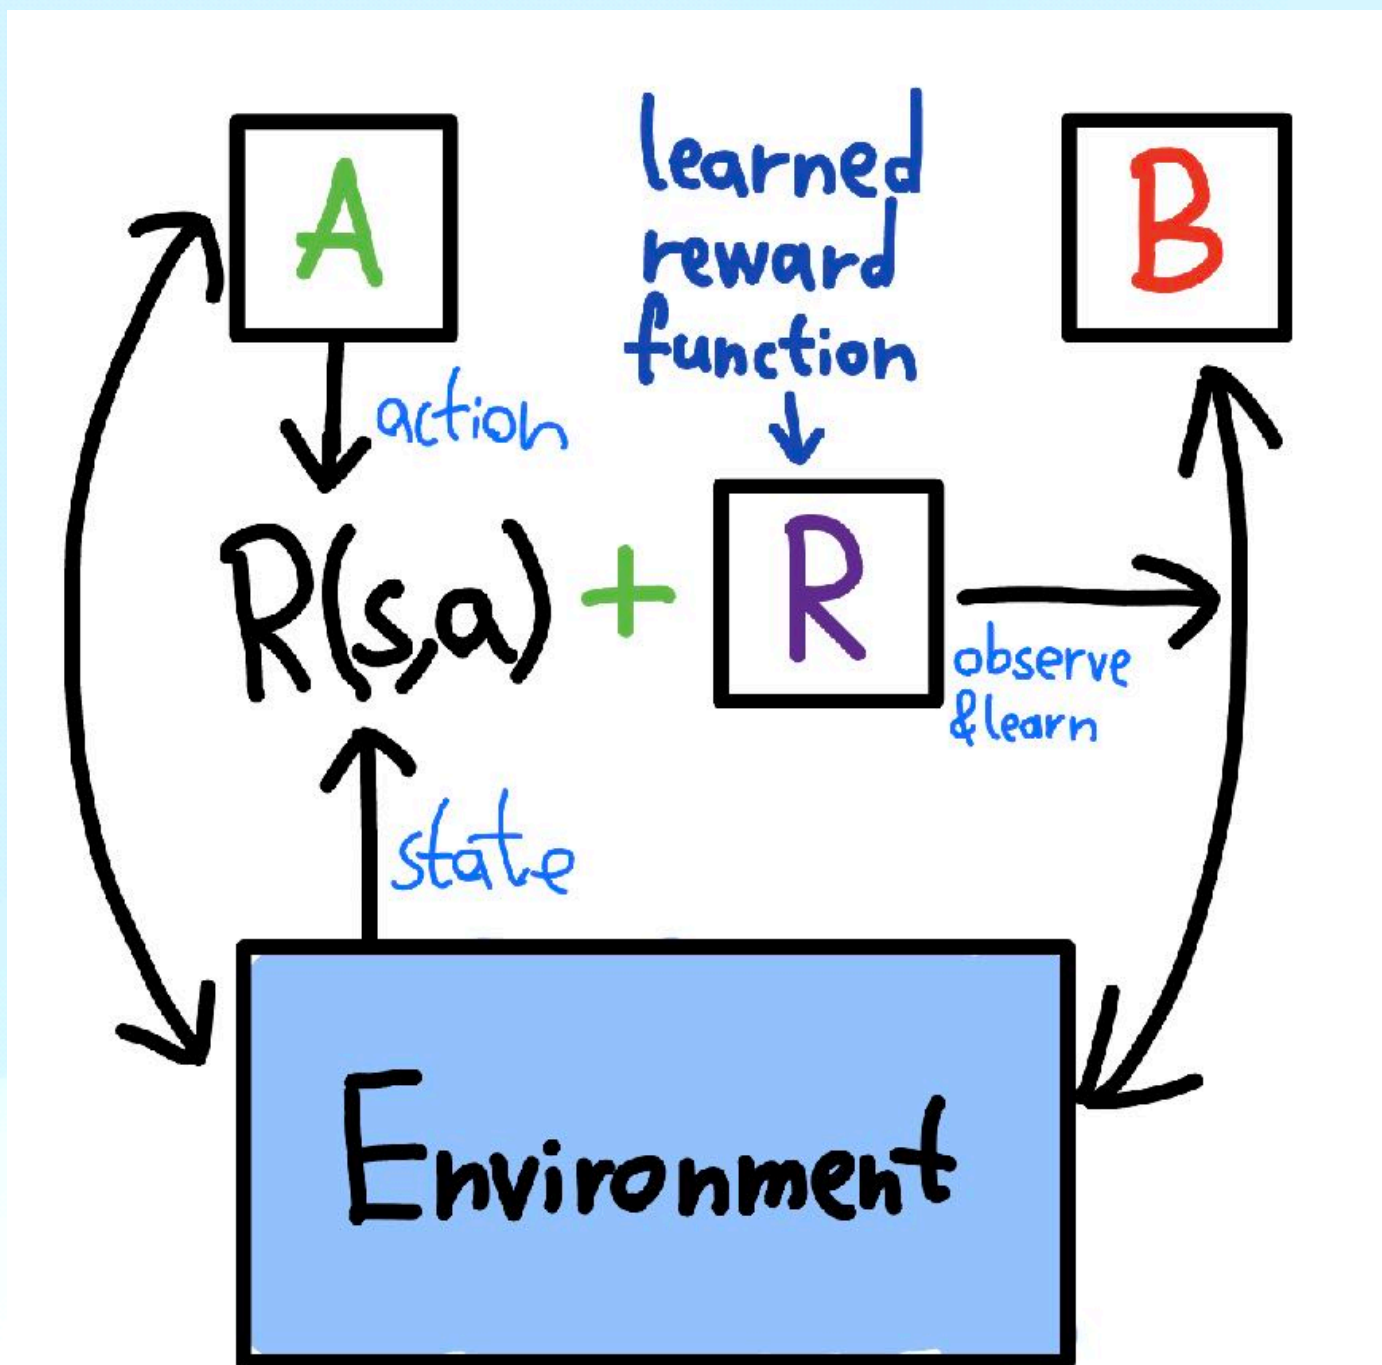 A
learned
reward
function
B
action
R(s,a) + R
observe
& learn
state
Environment